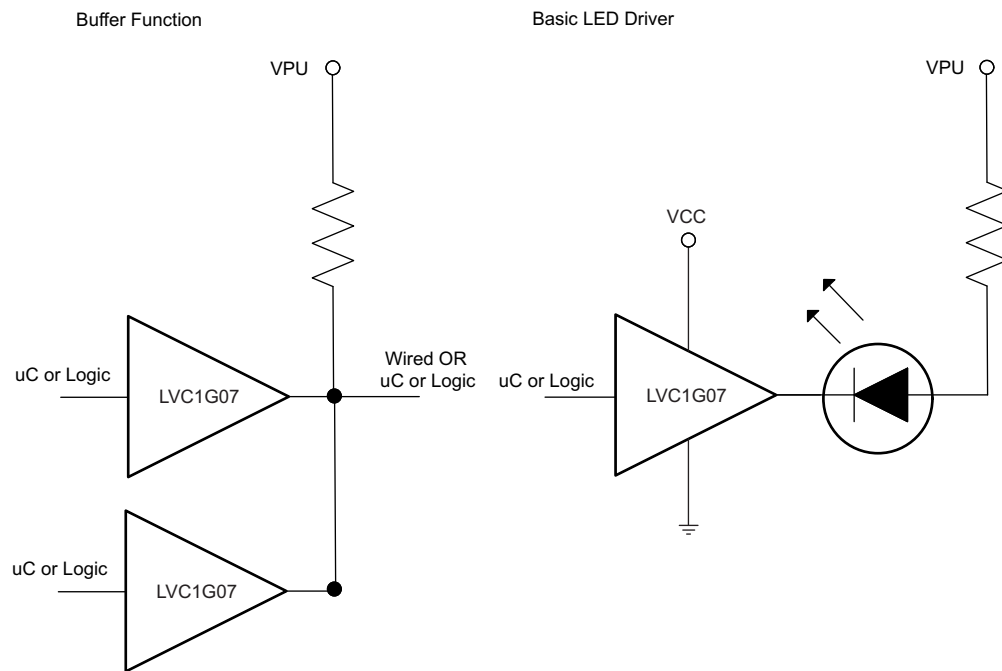 Buffer Function
VPU
uC or Logic
LVC1G07
Wired OR
uC or Logic
uC or Logic
LVC1G07
Basic LED Driver
VPU
VCC
uC or Logic
LVC1G07